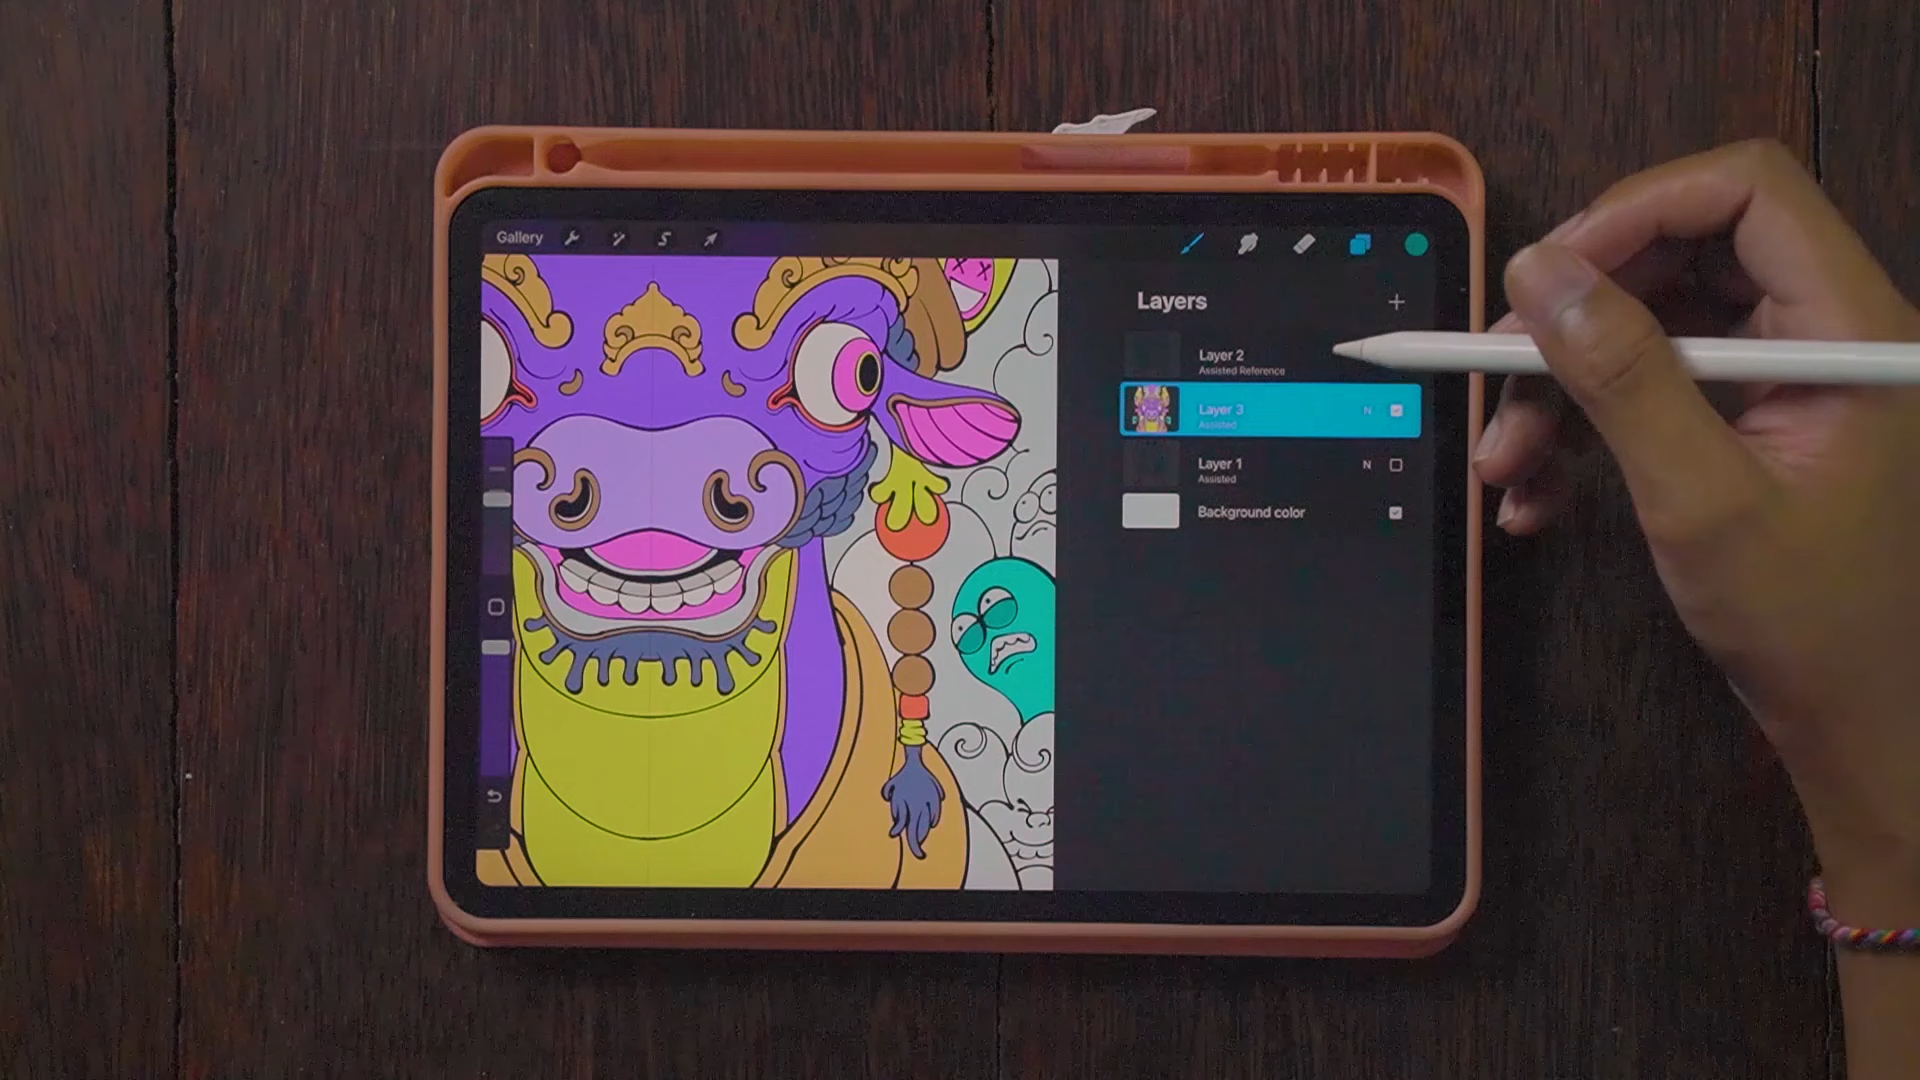 Gallery
Layers
Layer 2
Assisted Reference
Layer 3
Assisted
N
Layer 1
Assisted
N
Background color